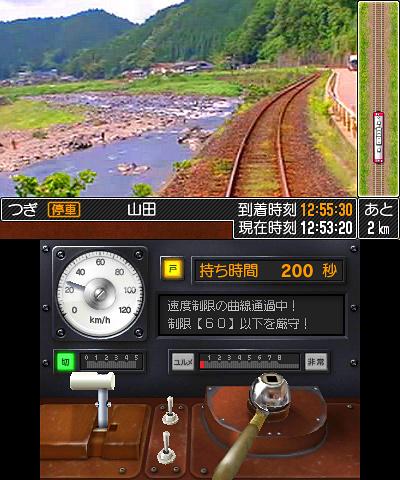 つぎ 停車 山田 到着時刻 12:55:30 あと
現在時刻 12:53:20 2 km
戸 持ち時間 200 秒
速度制限の曲線通過中！
制限【60】以下を厳守！
0 20 40 60 80 100 120
km/h
切 0 1 2 3 4 5 ユルメ 1 2 3 4 5 6 7 8 非常